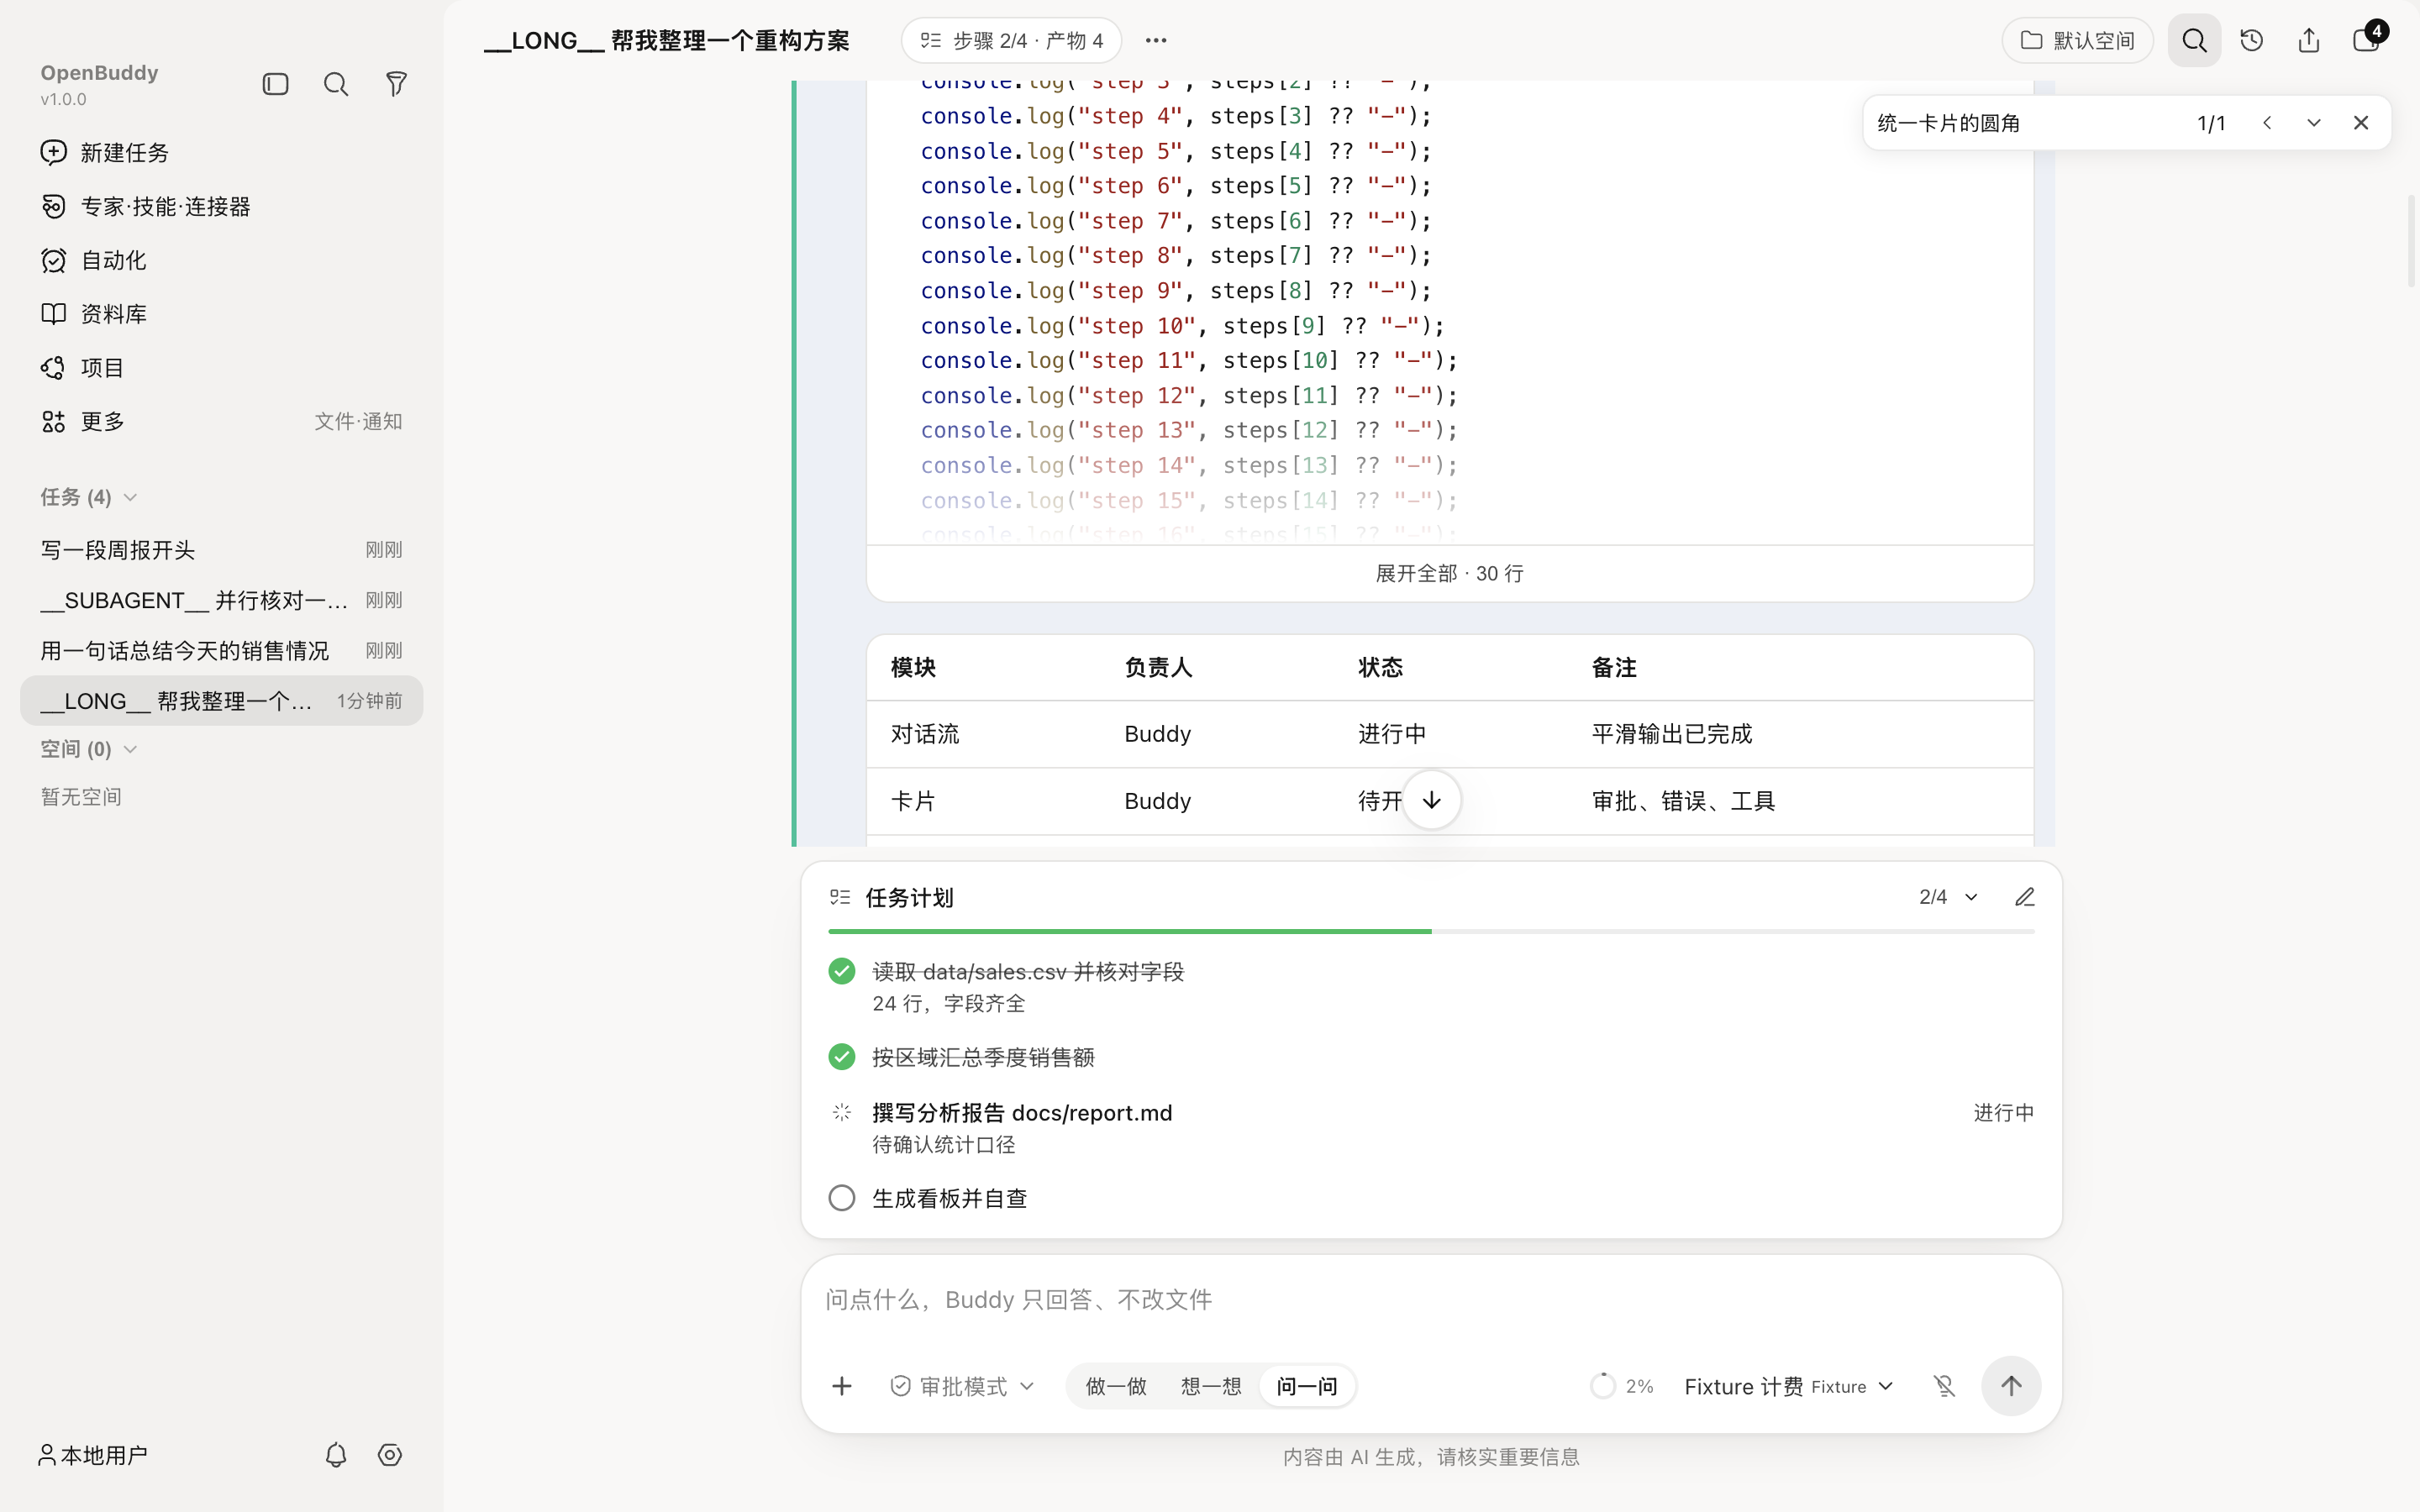 OpenBuddy
v1.0.0
新建任务
专家·技能·连接器
自动化
资料库
项目
更多 文件·通知
任务 (4)
写一段周报开头 刚刚
__SUBAGENT__ 并行核对一... 刚刚
用一句话总结今天的销售情况 刚刚
__LONG__ 帮我整理一个... 1分钟前
空间 (0)
暂无空间
本地用户
__LONG__ 帮我整理一个重构方案
步骤 2/4 · 产物 4
默认空间
4
统一卡片的圆角 1/1
console.log("step 3", steps[2] ?? "—");
console.log("step 4", steps[3] ?? "—");
console.log("step 5", steps[4] ?? "—");
console.log("step 6", steps[5] ?? "—");
console.log("step 7", steps[6] ?? "—");
console.log("step 8", steps[7] ?? "—");
console.log("step 9", steps[8] ?? "—");
console.log("step 10", steps[9] ?? "—");
console.log("step 11", steps[10] ?? "—");
console.log("step 12", steps[11] ?? "—");
console.log("step 13", steps[12] ?? "—");
console.log("step 14", steps[13] ?? "—");
console.log("step 15", steps[14] ?? "—");
console.log("step 16", steps[15] ?? "—");
展开全部 · 30 行
模块 负责人 状态 备注
对话流 Buddy 进行中 平滑输出已完成
卡片 Buddy 待开 审批、错误、工具
任务计划 2/4
读取 data/sales.csv 并核对字段
24 行，字段齐全
按区域汇总季度销售额
撰写分析报告 docs/report.md 进行中
待确认统计口径
生成看板并自查
问点什么，Buddy 只回答、不改文件
审批模式 做一做 想一想 问一问 2% Fixture 计费 Fixture
内容由 AI 生成，请核实重要信息